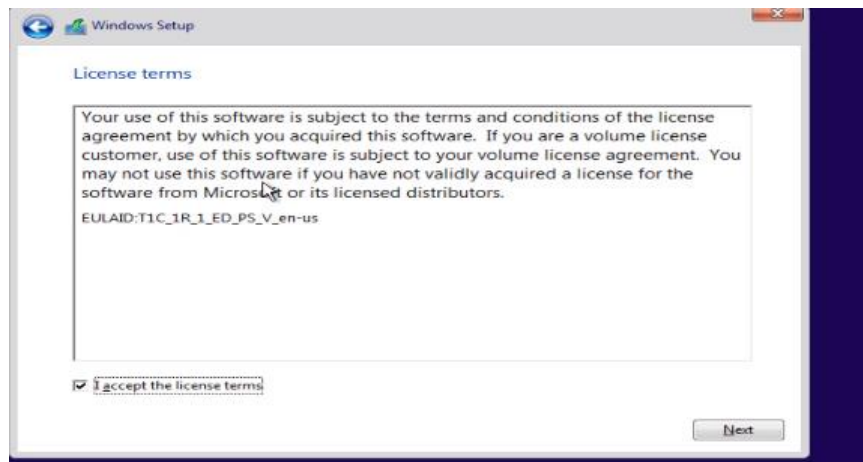 Windows Setup
License terms
Your use of this software is subject to the terms and conditions of the license
agreement by which you acquired this software. If you are a volume license
customer, use of this software is subject to your volume license agreement. You
may not use this software if you have not validly acquired a license for the
software from Microsoft or its licensed distributors.
EULAID:T1C_1R_1_ED_PS_V_en-us
I accept the license terms
Next